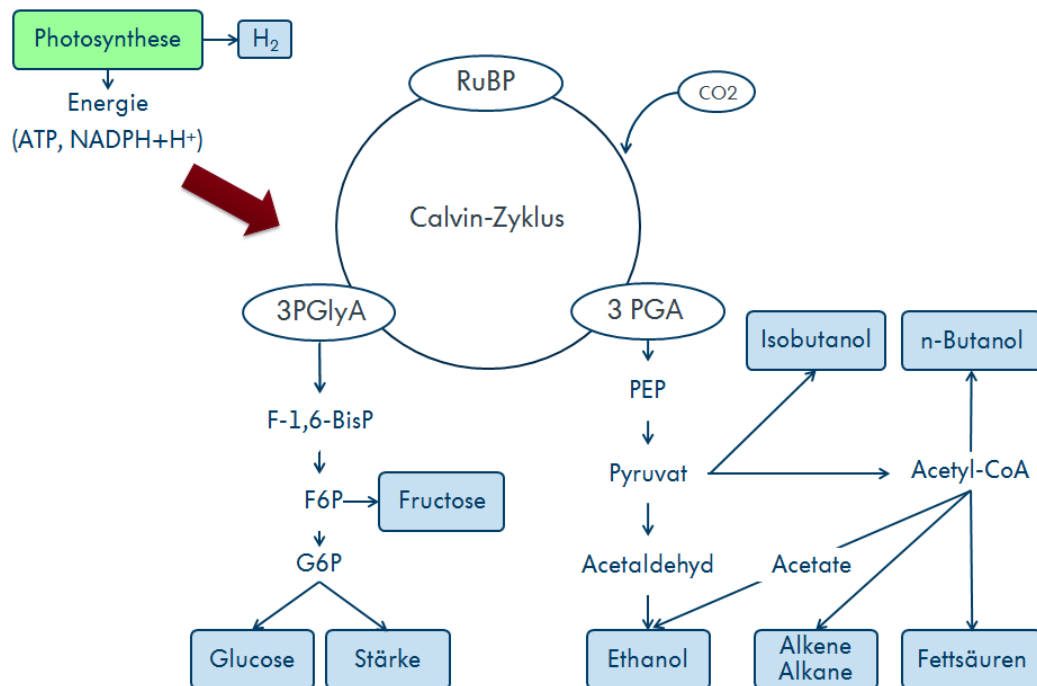 Photosynthese
H₂
Energie
(ATP, NADPH+H⁺)
RuBP
CO2
Calvin-Zyklus
3PGlyA
3 PGA
Isobutanol
n-Butanol
PEP
F-1,6-BisP
Pyruvat
Acetyl-CoA
F6P
Fructose
G6P
Acetaldehyd
Acetate
Glucose
Stärke
Ethanol
Alkene
Alkane
Fettsäuren